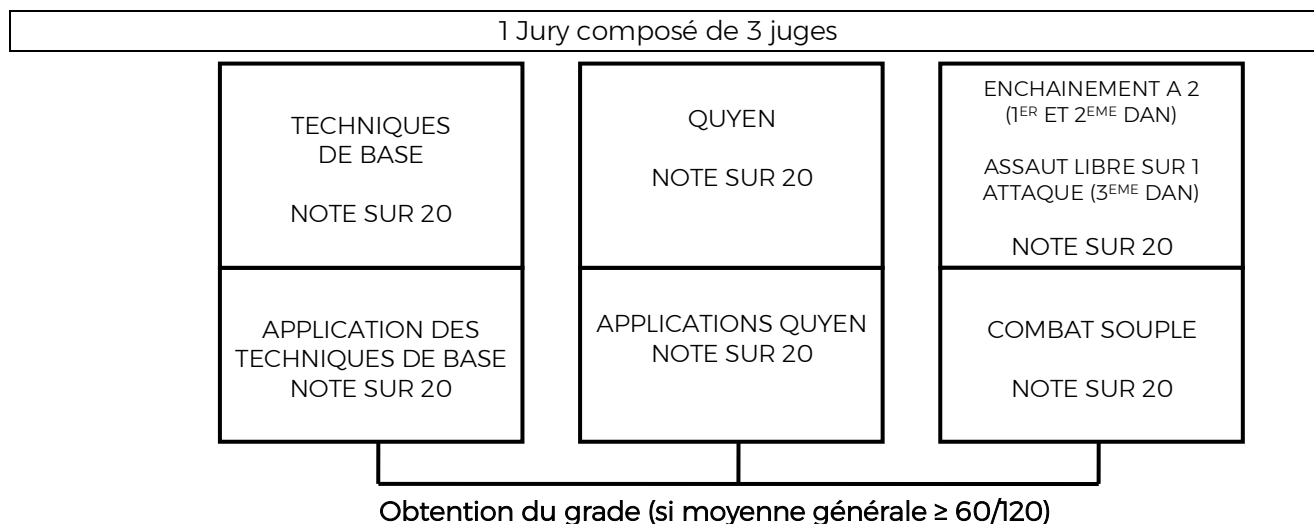 1 Jury composé de 3 juges
TECHNIQUES
DE BASE
NOTE SUR 20
APPLICATION DES
TECHNIQUES DE BASE
NOTE SUR 20
QUYEN
NOTE SUR 20
APPLICATIONS QUYEN
NOTE SUR 20
ENCHAINEMENT A 2
(1ER ET 2EME DAN)
ASSAUT LIBRE SUR 1
ATTAQUE (3EME DAN)
NOTE SUR 20
COMBAT SOUPLE
NOTE SUR 20
Obtention du grade (si moyenne générale ≥ 60/120)